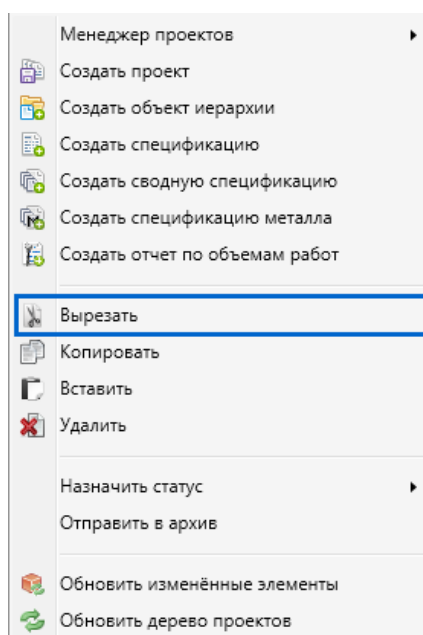 Менеджер проектов
Создать проект
Создать объект иерархии
Создать спецификацию
Создать сводную спецификацию
Создать спецификацию металла
Создать отчет по объемам работ
Вырезать
Копировать
Вставить
Удалить
Назначить статус
Отправить в архив
Обновить изменённые элементы
Обновить дерево проектов